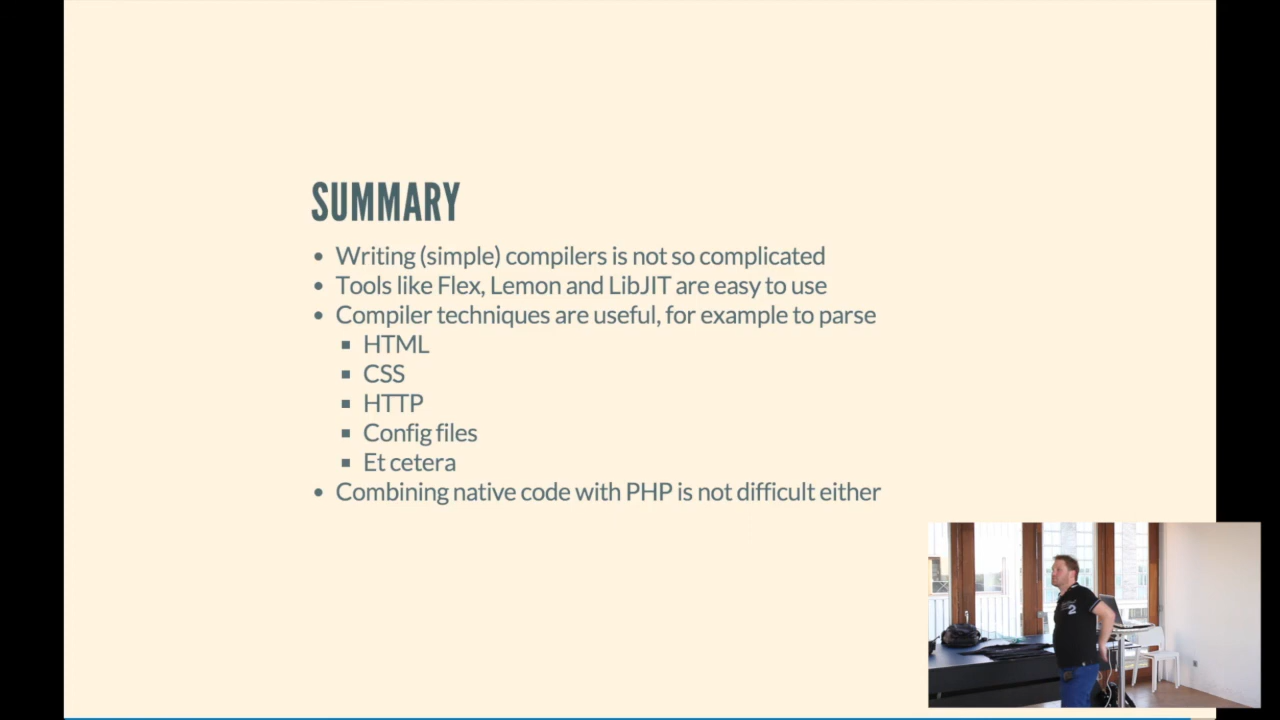 SUMMARY
Writing (simple) compilers is not so complicated
Tools like Flex, Lemon and LibJIT are easy to use
Compiler techniques are useful, for example to parse
HTML
CSS
HTTP
Config files
Et cetera
Combining native code with PHP is not difficult either
2